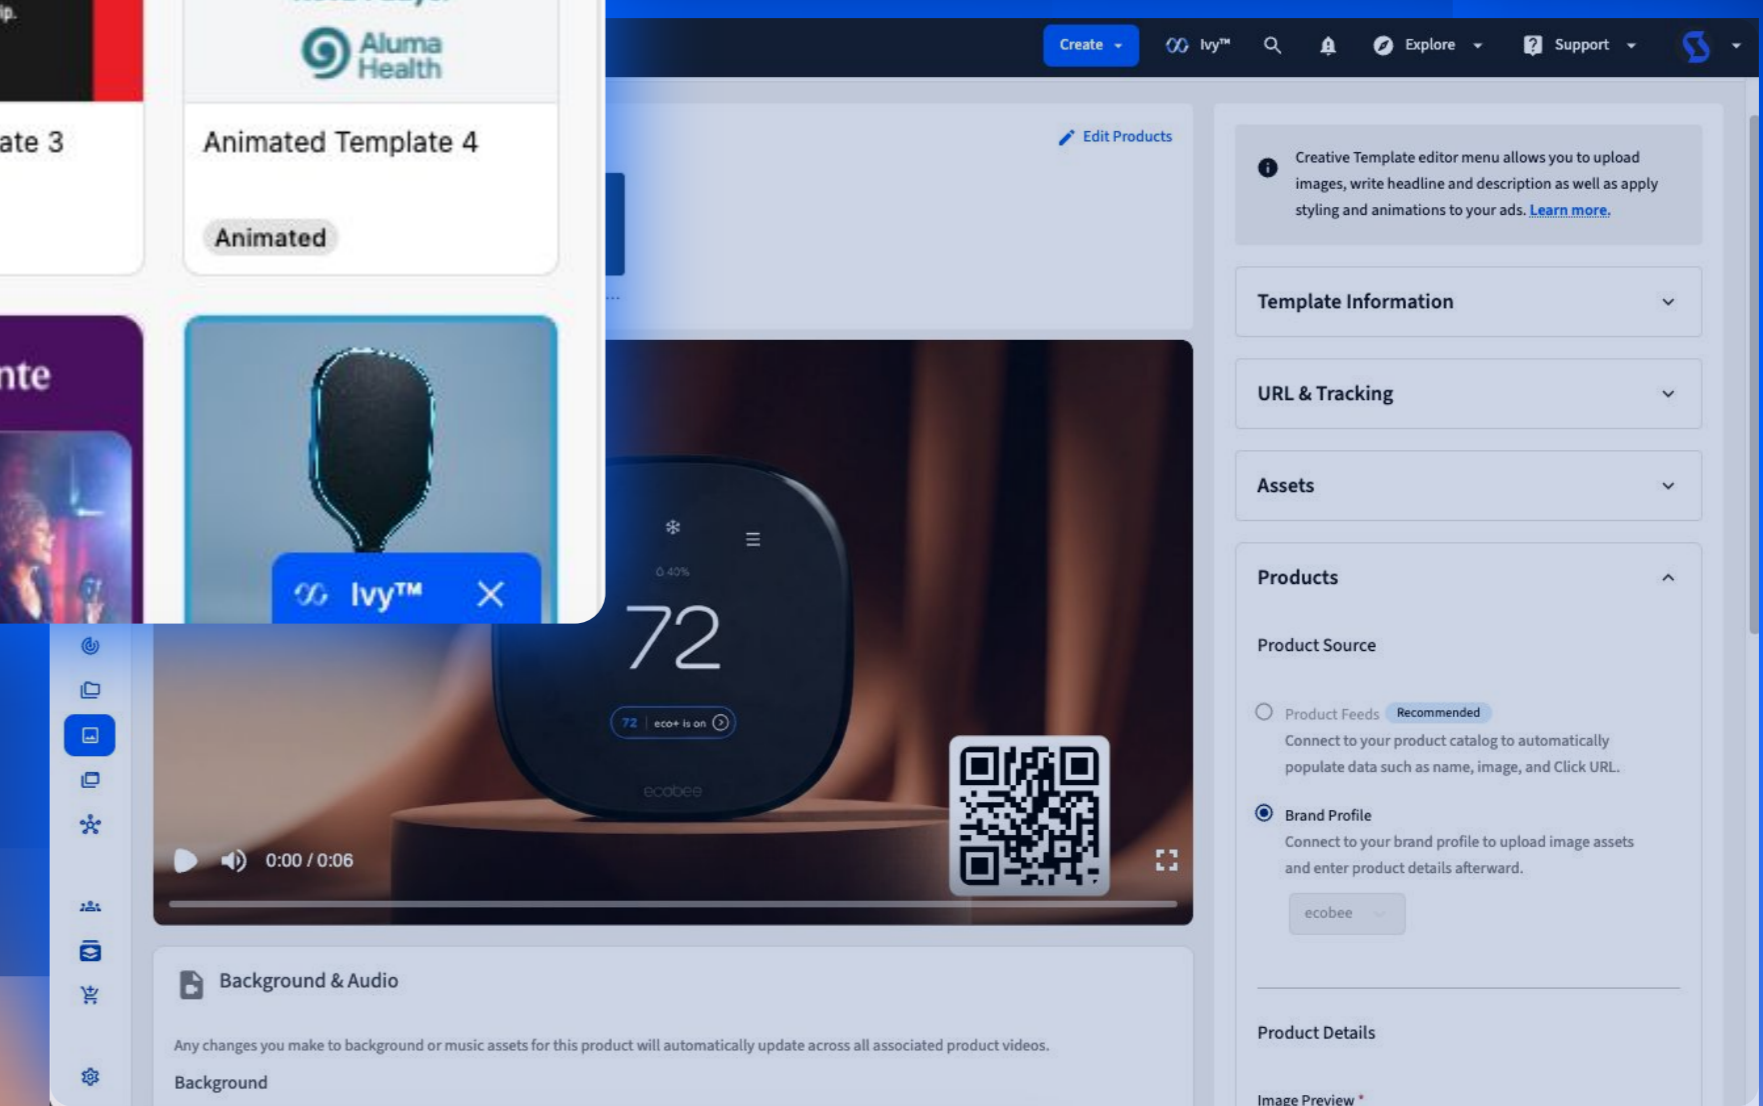 ip.
Aluma
Health
ate 3
Animated Template 4
Animated
nte
Ivy™
Create
Ivy™
Explore
Support
Edit Products
...
72
40%
72
72 | eco+ is on
ecobee
0:00 / 0:06
Background & Audio
Any changes you make to background or music assets for this product will automatically update across all associated product videos.
Background
Creative Template editor menu allows you to upload
images, write headline and description as well as apply
styling and animations to your ads. Learn more.
Template Information
URL & Tracking
Assets
Products
Product Source
Product Feeds Recommended
Connect to your product catalog to automatically
populate data such as name, image, and Click URL.
Brand Profile
Connect to your brand profile to upload image assets
and enter product details afterward.
ecobee
Product Details
Image Preview *